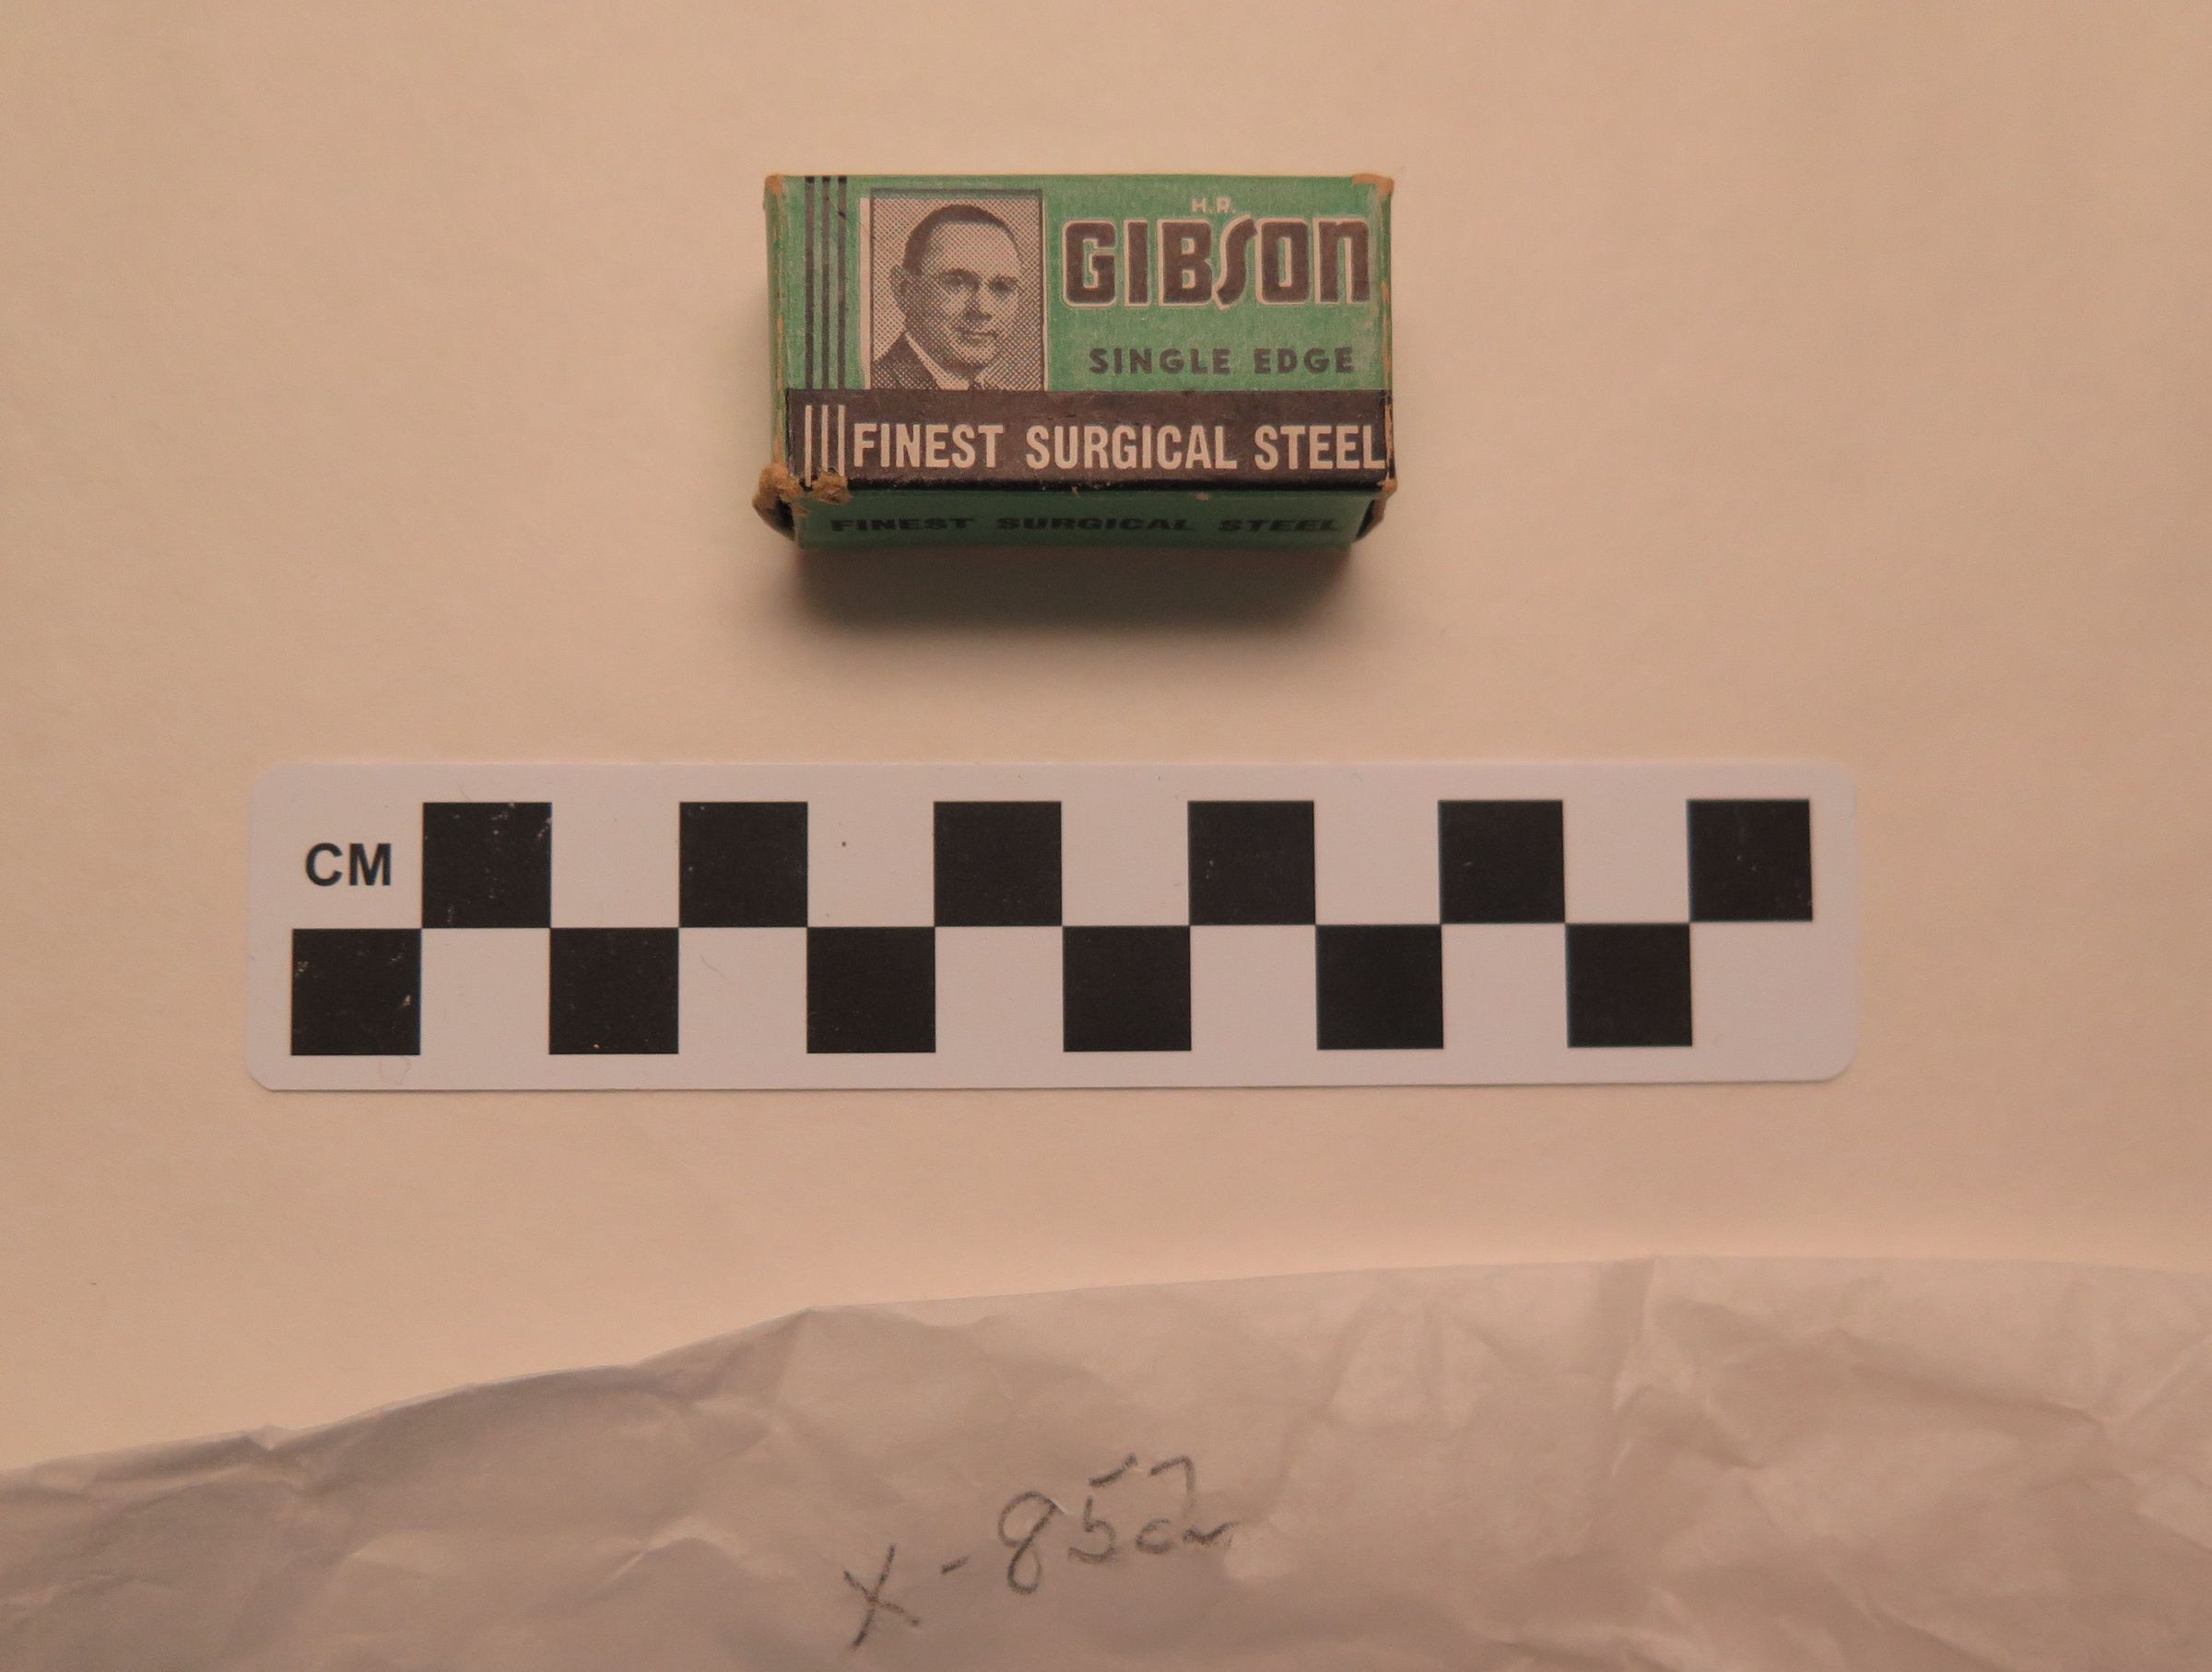 H.R.
GIBSON
SINGLE EDGE
FINEST SURGICAL STEEL
FINEST SURGICAL STEEL
CM
X-852